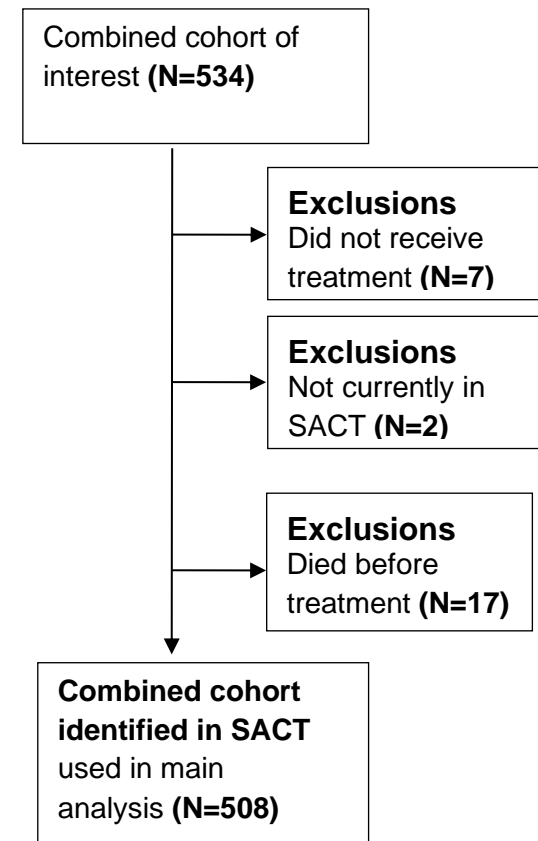 Combined cohort of
interest (N=534)
Exclusions
Did not receive
treatment (N=7)
Exclusions
Not currently in
SACT (N=2)
Exclusions
Died before
treatment (N=17)
Combined cohort
identified in SACT
used in main
analysis (N=508)